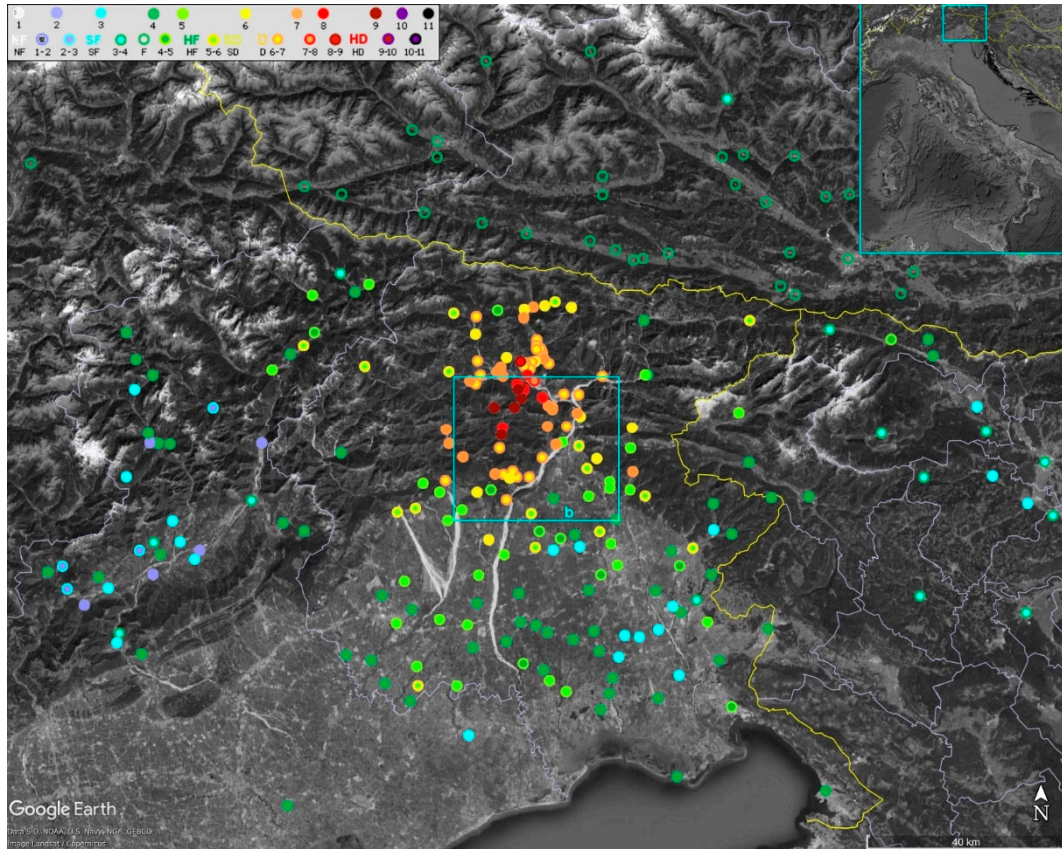 1 2 3 4 5 6 7 8 9 10 11
NF SF HF SD D HD
NF 1-2 2-3 SF 3-4 F 4-5 HF 5-6 SD D 6-7 7-8 8-9 HD 9-10 10-11
b
Google Earth
Data SIO, NOAA, U.S. Navy, NGA, GEBCO
Image Landsat / Copernicus
N
40 km